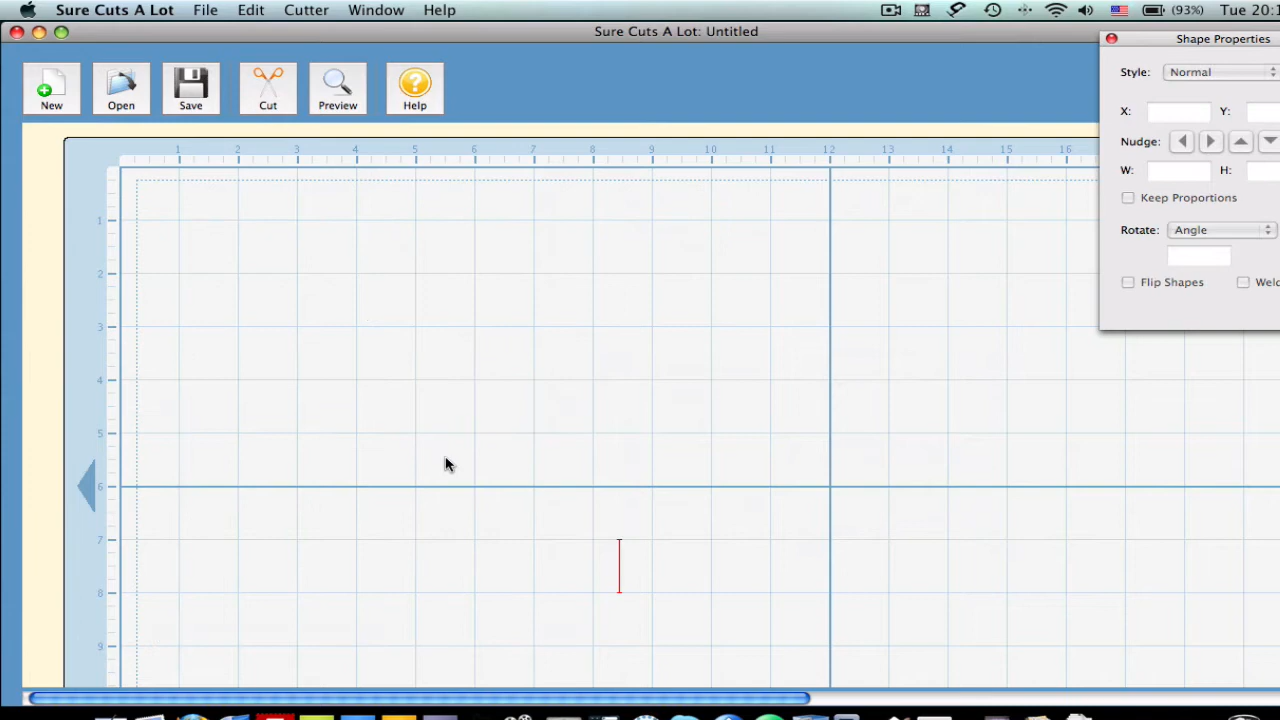 Sure Cuts A Lot File Edit Cutter Window Help (93%) Tue 20:
Sure Cuts A Lot: Untitled
Shape Properties
New Open Save Cut Preview Help
Style: Normal
X: Y:
Nudge:
W: H:
Keep Proportions
Rotate: Angle
Flip Shapes Weld
1 2 3 4 5 6 7 8 9 10 11 12 13 14 15 16
1
2
3
4
5
6
7
8
9